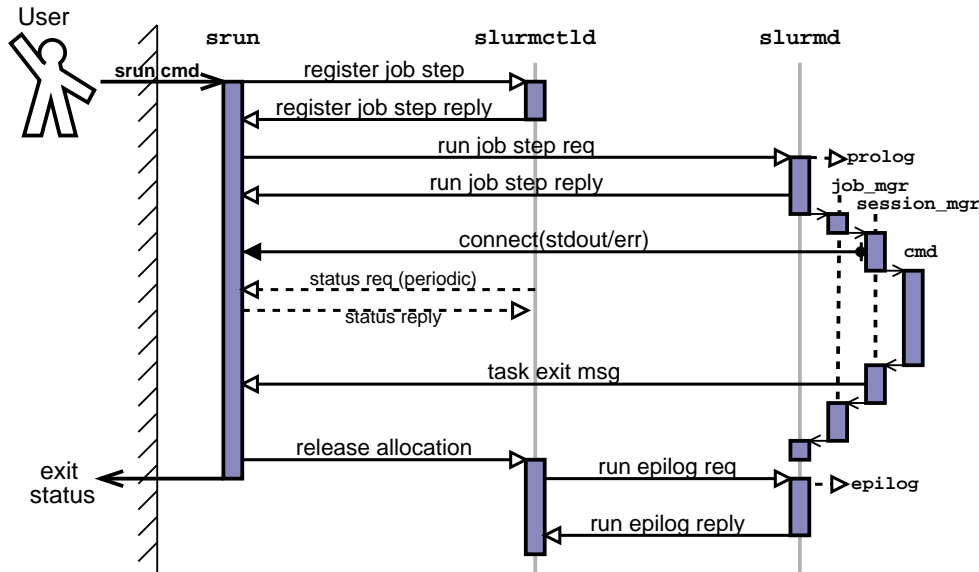 User
srun
slurmctld
slurmd
srun cmd
register job step
register job step reply
run job step req
prolog
run job step reply
job_mgr
session_mgr
connect(stdout/err)
cmd
status req (periodic)
status reply
task exit msg
release allocation
exit
status
run epilog req
epilog
run epilog reply